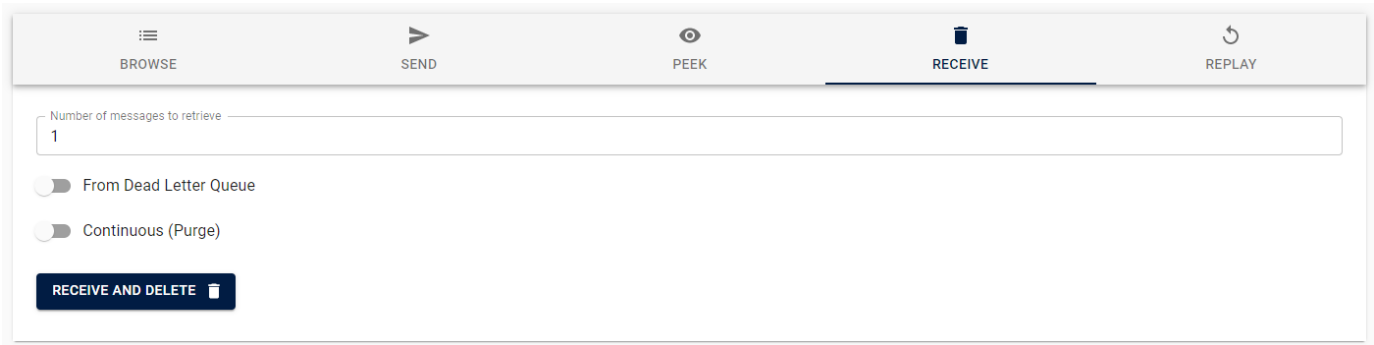 BROWSE SEND PEEK RECEIVE REPLAY
Number of messages to retrieve
1
From Dead Letter Queue
Continuous (Purge)
RECEIVE AND DELETE